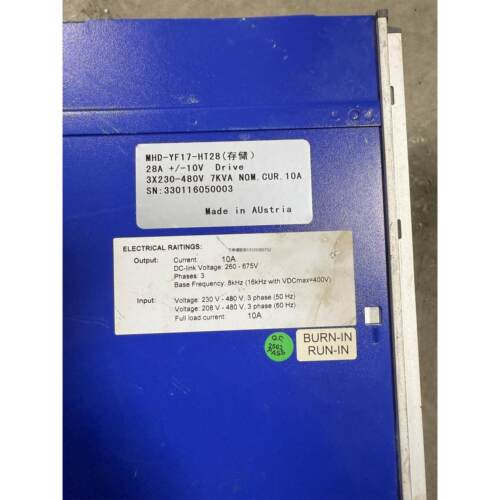 MHD-YF17-HT28(存储)
28A +/-10V Drive
3X230-480V 7KVA NOM.CUR.10A
SN:330116050003
Made in AUstria
ELECTRICAL RAITINGS:
Output: Current: 10A
DC-link Voltage: 260 - 675V
Phases: 3
Base Frequency: 8kHz (16kHz with VDCmax=400V)
Input: Voltage: 230 V - 480 V, 3 phase (50 Hz)
Voltage: 208 V - 480V, 3 phase (60 Hz)
Full load current: 10A
QC
PASS
BURN-IN
RUN-IN